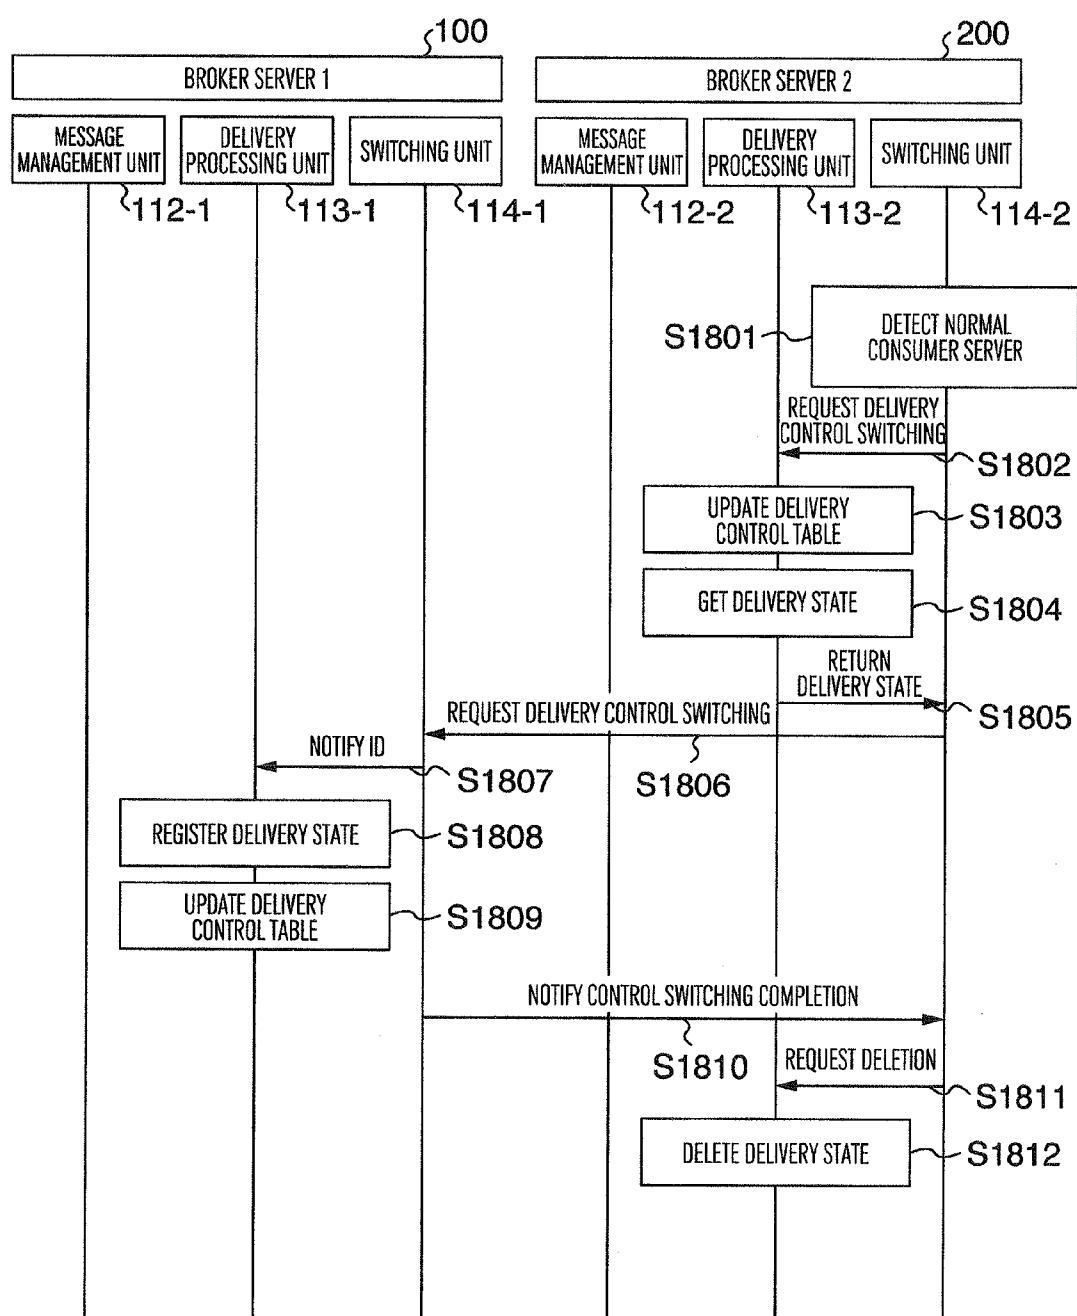 100
200
BROKER SERVER 1
BROKER SERVER 2
MESSAGE
MANAGEMENT UNIT
DELIVERY
PROCESSING UNIT
SWITCHING UNIT
MESSAGE
MANAGEMENT UNIT
DELIVERY
PROCESSING UNIT
SWITCHING UNIT
112-1
113-1
114-1
112-2
113-2
114-2
S1801
DETECT NORMAL
CONSUMER SERVER
REQUEST DELIVERY
CONTROL SWITCHING
S1802
UPDATE DELIVERY
CONTROL TABLE
S1803
GET DELIVERY STATE
S1804
RETURN
DELIVERY STATE
S1805
REQUEST DELIVERY CONTROL SWITCHING
S1806
NOTIFY ID
S1807
REGISTER DELIVERY STATE
S1808
UPDATE DELIVERY
CONTROL TABLE
S1809
NOTIFY CONTROL SWITCHING COMPLETION
S1810
REQUEST DELETION
S1811
DELETE DELIVERY STATE
S1812